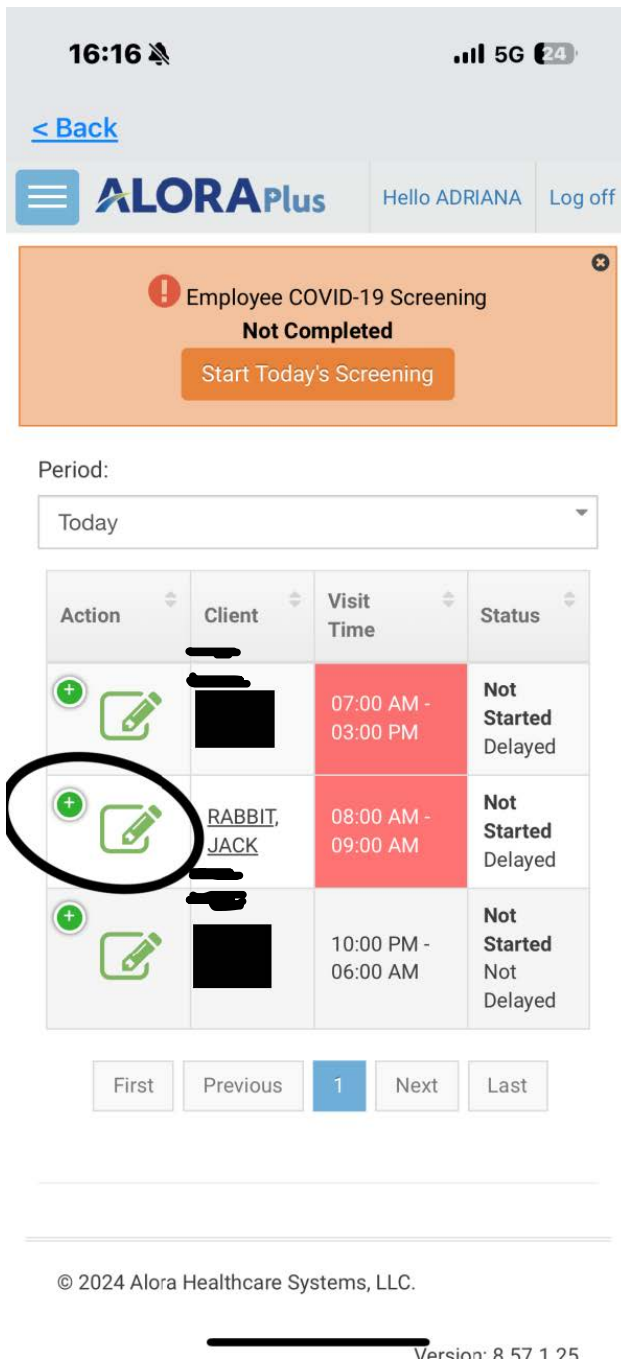 16:16 5G 24
< Back
ALORAPlus Hello ADRIANA Log off
Employee COVID-19 Screening
Not Completed
Start Today's Screening
Period:
Today
Action Client Visit Time Status
07:00 AM -
03:00 PM
Not
Started
Delayed
RABBIT,
JACK
08:00 AM -
09:00 AM
Not
Started
Delayed
10:00 PM -
06:00 AM
Not
Started
Not
Delayed
First Previous 1 Next Last
© 2024 Alora Healthcare Systems, LLC.
Version: 8.57.1.25